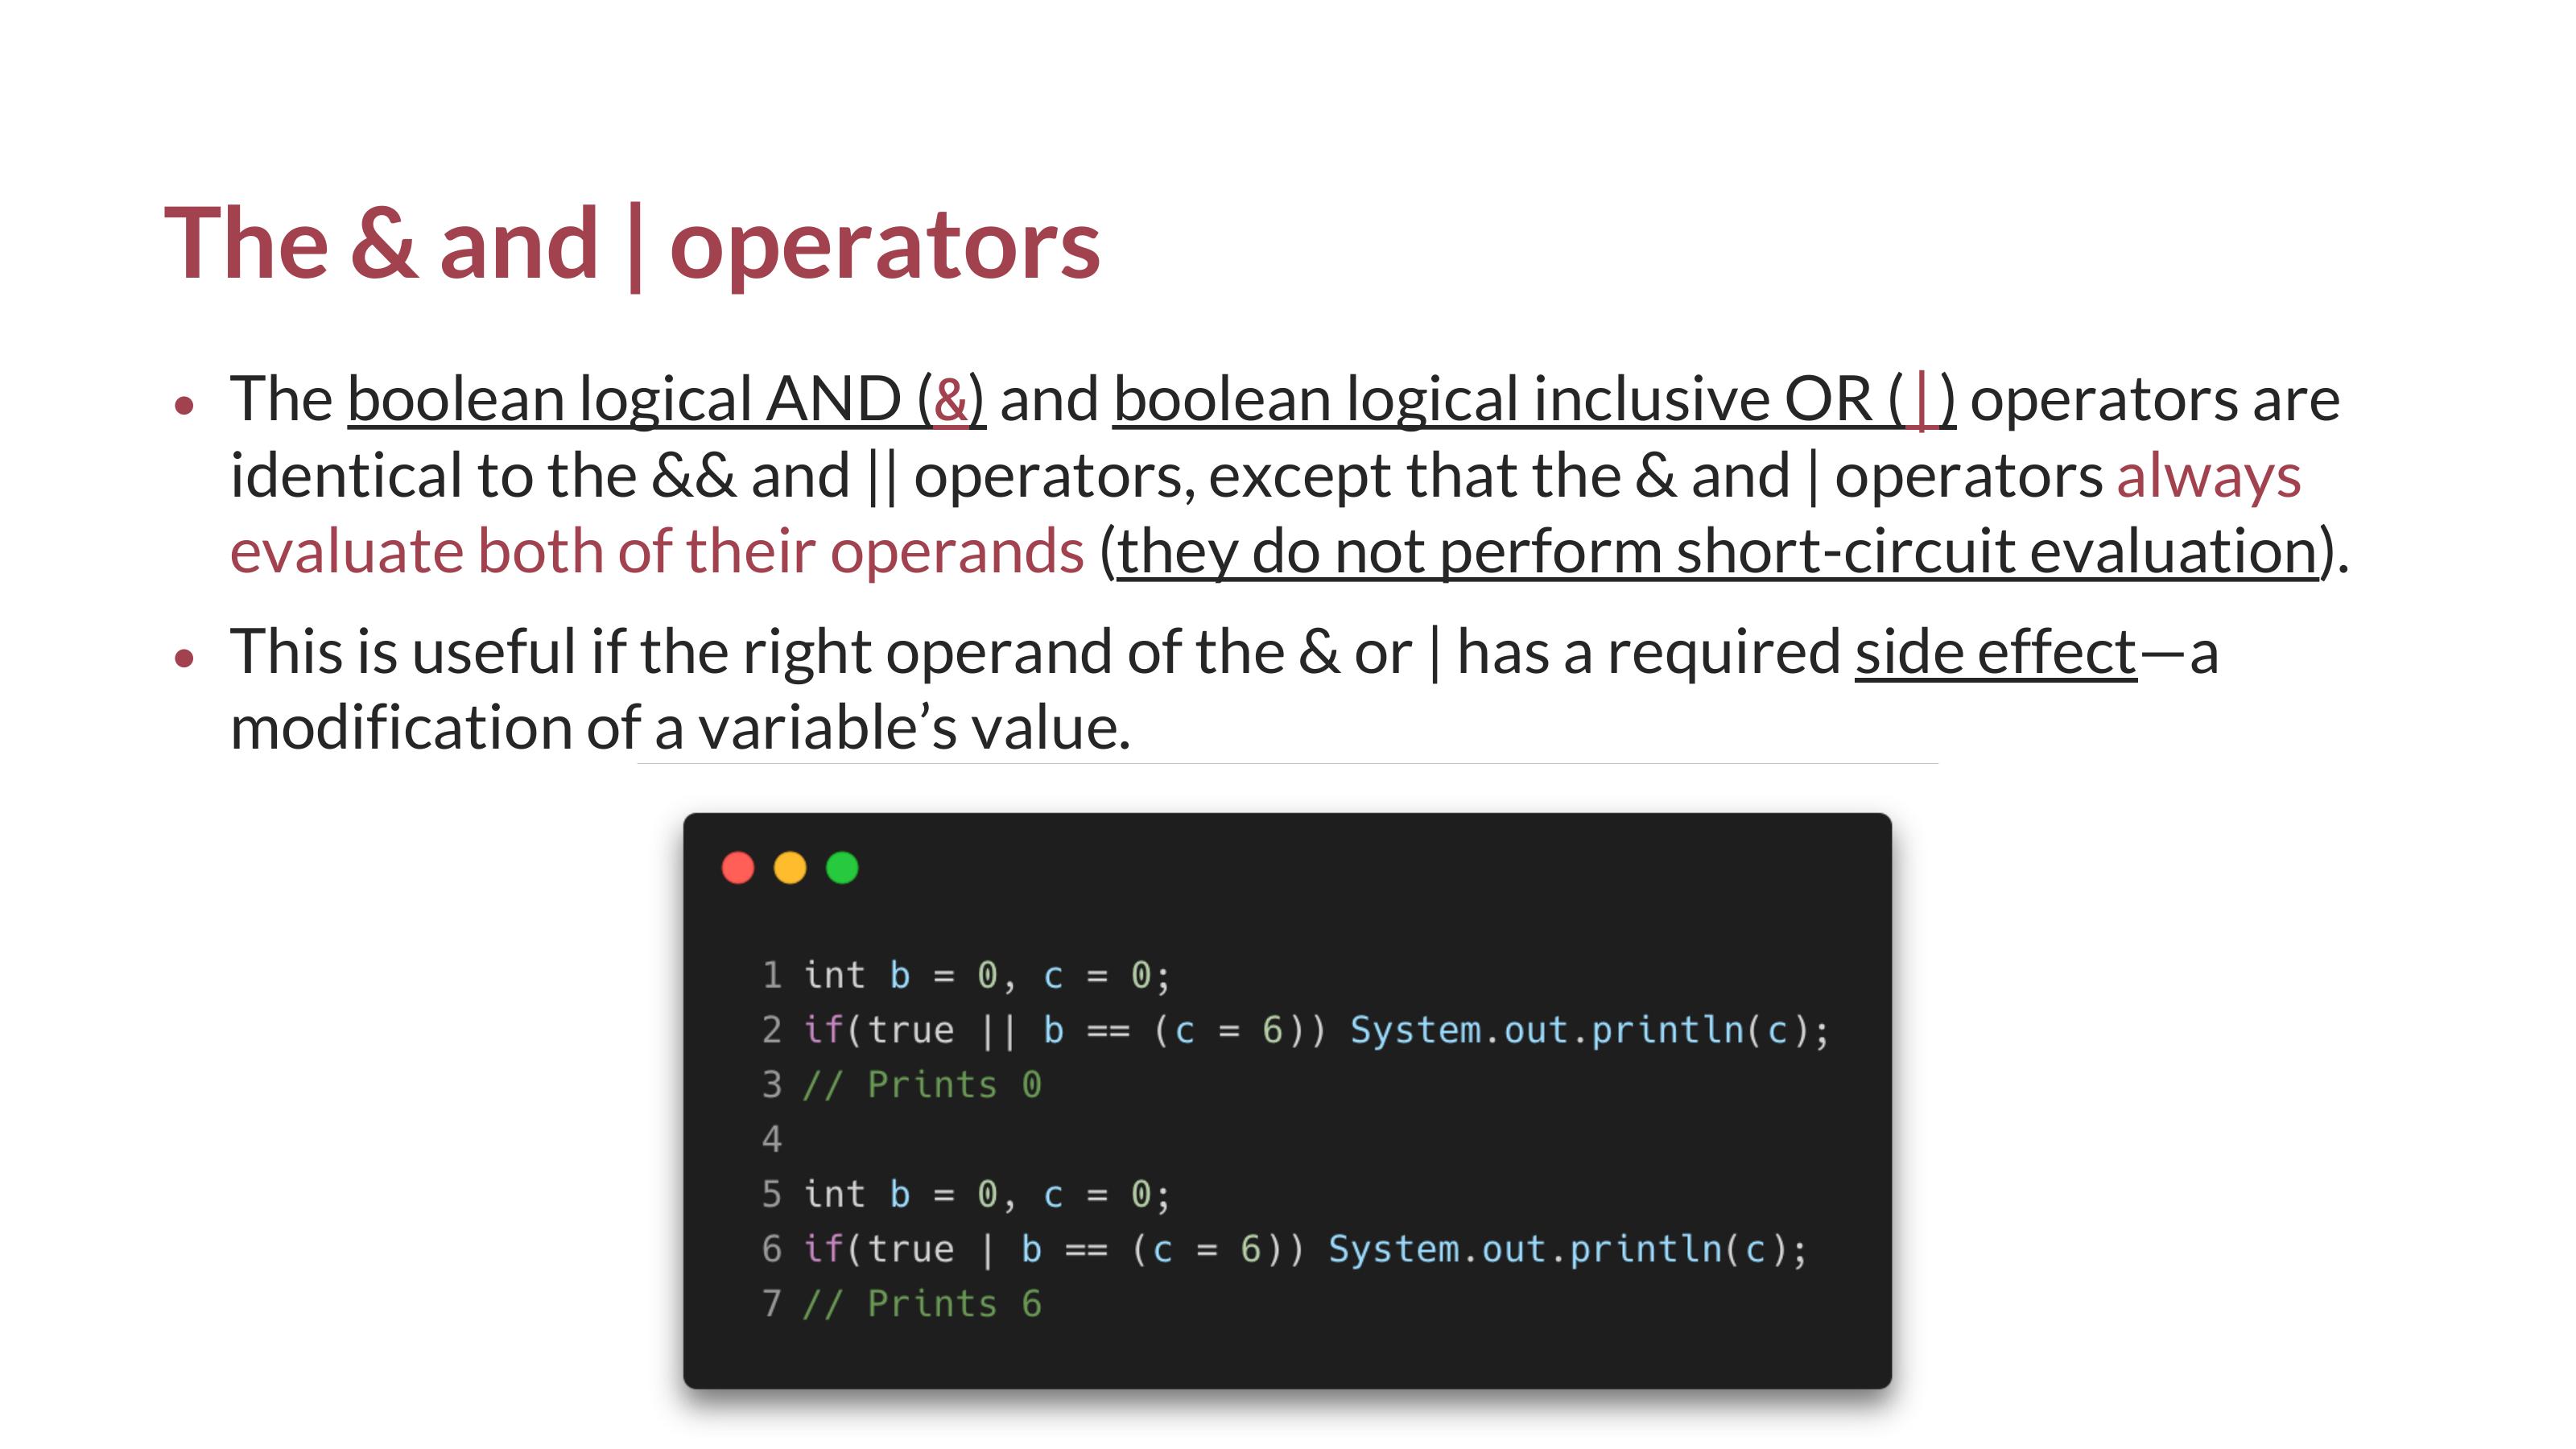 The & and | operators
• The boolean logical AND (&) and boolean logical inclusive OR (|) operators are
identical to the && and || operators, except that the & and | operators always
evaluate both of their operands (they do not perform short-circuit evaluation).
• This is useful if the right operand of the & or | has a required side effect—a
modification of a variable’s value.
1 int b = 0, c = 0;
2 if(true || b == (c = 6)) System.out.println(c);
3 // Prints 0
4
5 int b = 0, c = 0;
6 if(true | b == (c = 6)) System.out.println(c);
7 // Prints 6